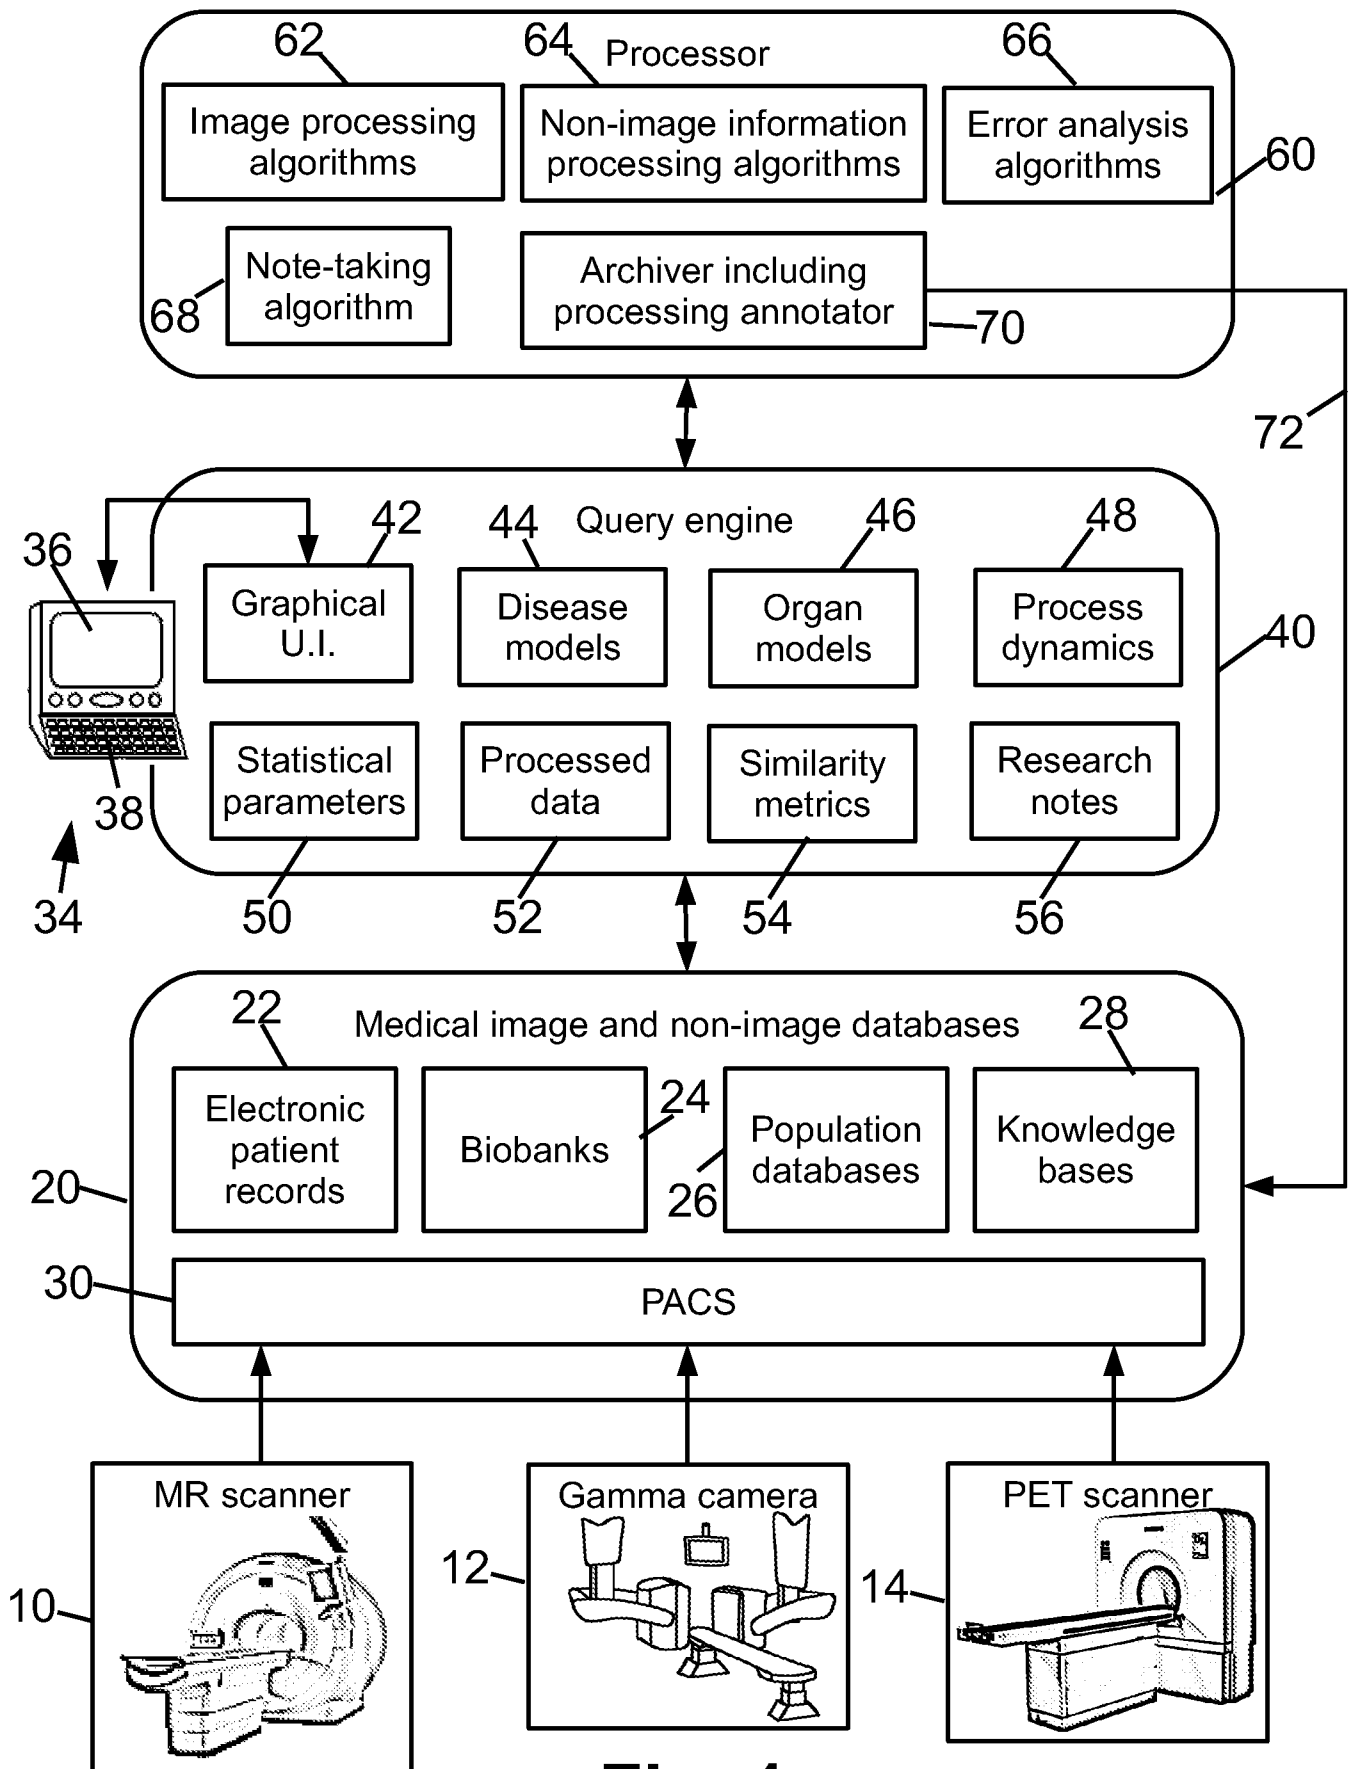 62
64
Processor
66
Image processing
algorithms
Non-image information
processing algorithms
Error analysis
algorithms
60
Note-taking
algorithm
68
Archiver including
processing annotator
70
72
36
42
Query engine
44
46
48
Graphical
U.I.
Disease
models
Organ
models
Process
dynamics
40
Statistical
parameters
Processed
data
Similarity
metrics
Research
notes
38
34
50
52
54
56
22
Medical image and non-image databases
28
Electronic
patient
records
Biobanks
24
26
Population
databases
Knowledge
bases
20
30
PACS
MR scanner
Gamma camera
PET scanner
10
12
14